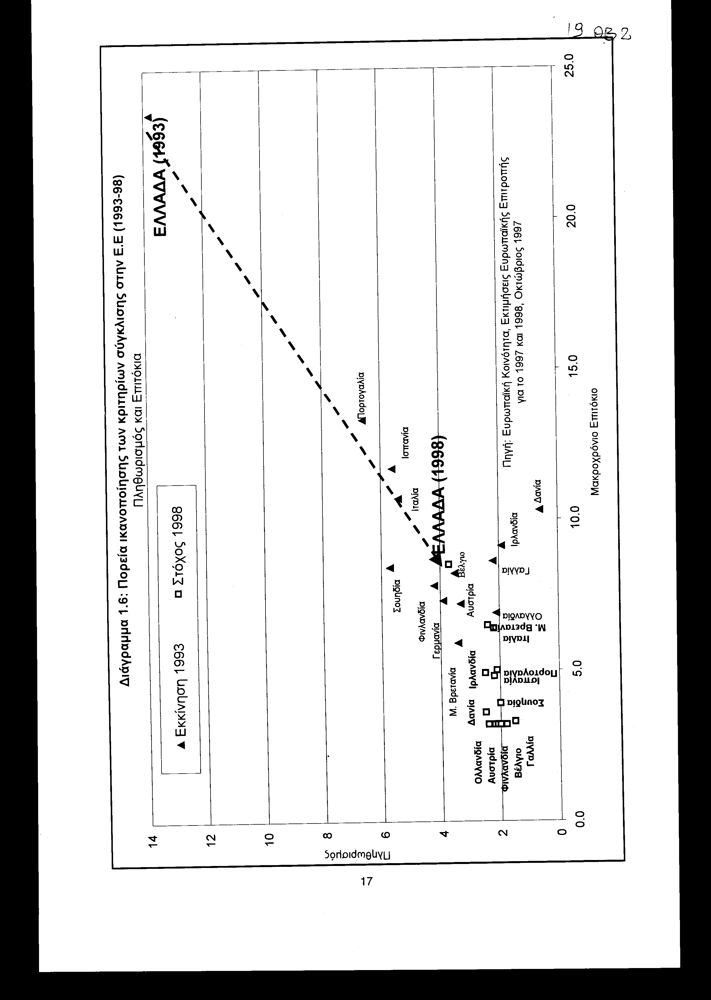 19 ΘΒ 2
Διάγραμμα 1.6: Πορεία ικανοποίησης των κριτηρίων σύγκλισης στην Ε.Ε (1993-98)
Πληθωρισμός και Επιτόκια
▲ Εκκίνηση 1993
□ Στόχος 1998
ΕΛΛΑΔΑ (1993)
Πορτογαλία
Ισπανία
Ιταλία
Σουηδία
ΕΛΛΑΔΑ (1998)
Φινλανδία
Γερμανία
Βέλγιο
Αυστρία
Μ. Βρετανία
Ιρλανδία
Δανία
Γαλλία
Ιρλανδία
Δανία
Ολλανδία
Μ. Βρετανί
Ιταλία
Πορτογαλία
Ισπανία
Σουηδία
Ολλανδία
Αυστρία
Φινλανδία
Βέλγιο
Γαλλία
Πηγή: Ευρωπαϊκή Κοινότητα, Εκτιμήσεις Ευρωπαϊκής Επιτροπής
για το 1997 και 1998, Οκτώβριος 1997
14
12
10
8
6
4
2
0
Πληθωρισμός
0.0
5.0
10.0
15.0
20.0
25.0
Μακροχρόνιο Επιτόκιο
17